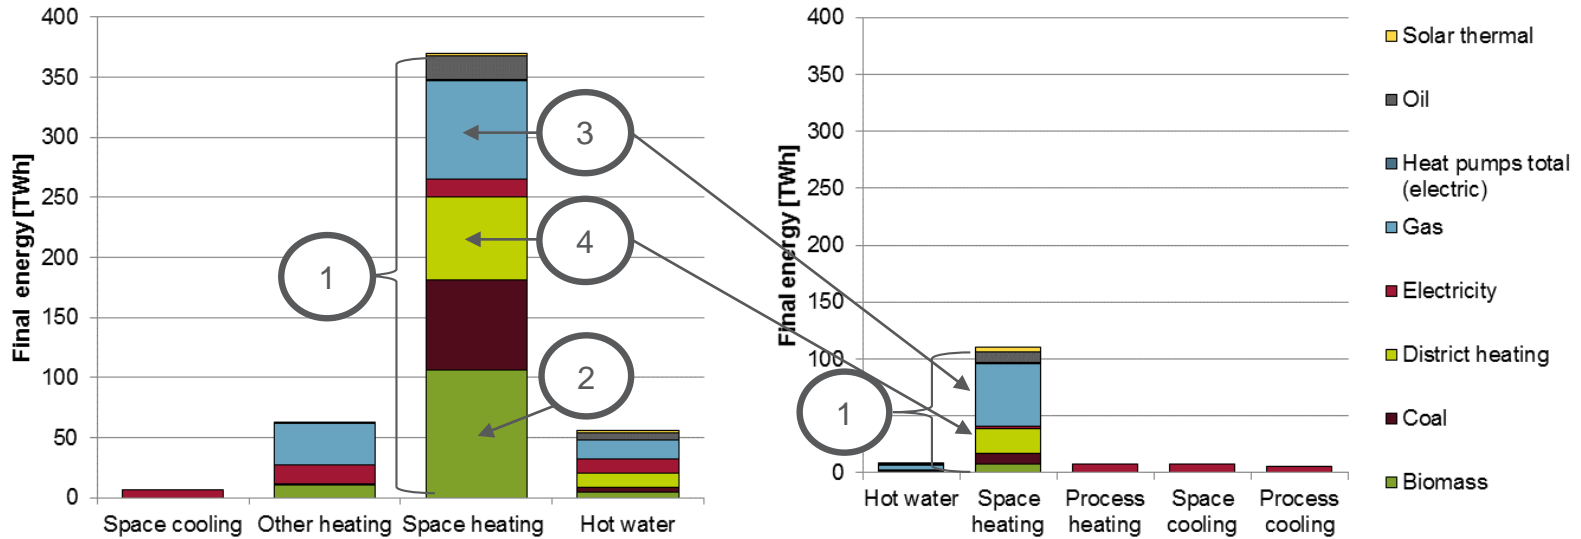 400
350
300
250
200
150
100
50
0
Final energy [TWh]
Space cooling
Other heating
Space heating
Hot water
1
3
4
2
400
350
300
250
200
150
100
0
Final energy [TWh]
1
Hot water
Space
heating
Process
heating
Space
cooling
Process
cooling
Solar thermal
Oil
Heat pumps total
(electric)
Gas
Electricity
District heating
Coal
Biomass